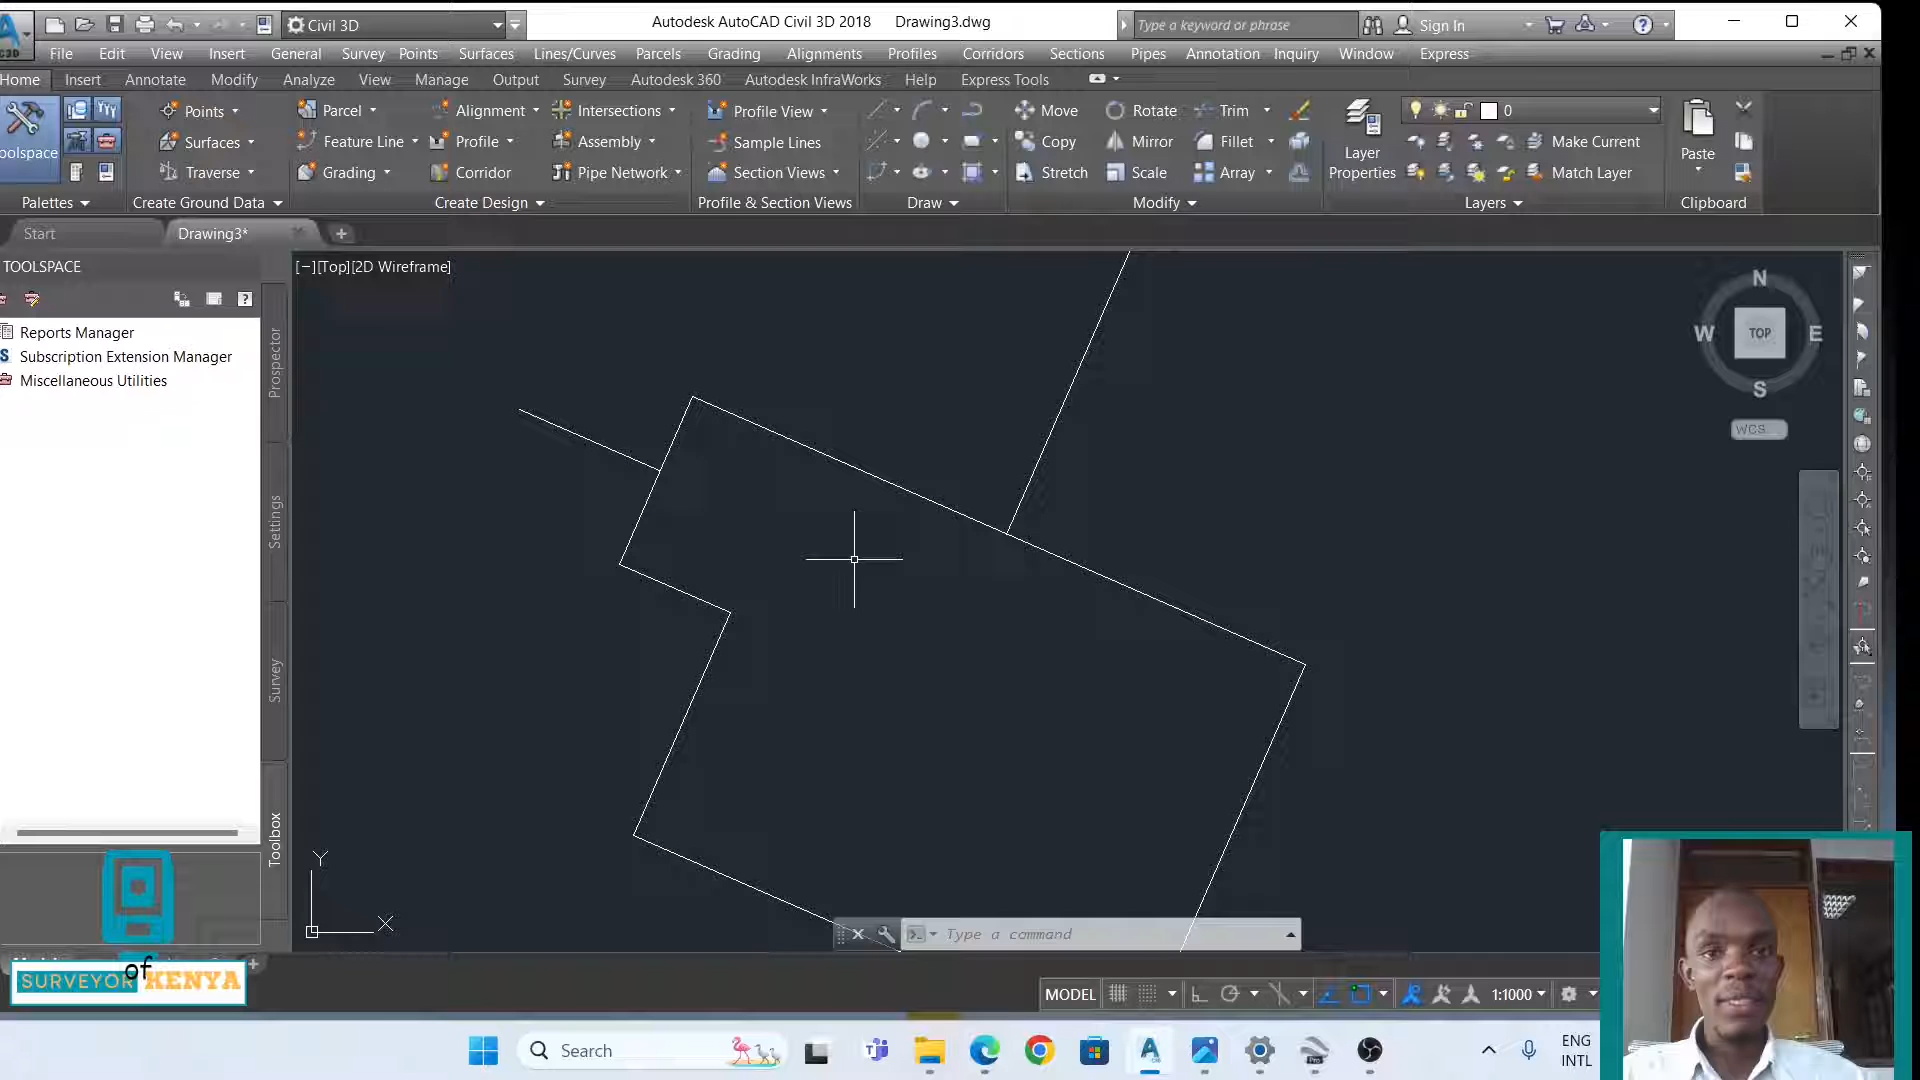 Civil 3D
Autodesk AutoCAD Civil 3D 2018 Drawing3.dwg
Type a keyword or phrase
Sign In
File Edit View Insert General Survey Points Surfaces Lines/Curves Parcels Grading Alignments Profiles Corridors Sections Pipes Annotation Inquiry Window Express
Home Insert Annotate Modify Analyze View Manage Output Survey Autodesk 360 Autodesk InfraWorks Help Express Tools
Points Parcel Alignment Intersections Profile View Move Rotate Trim 0
Surfaces Feature Line Profile Assembly Sample Lines Copy Mirror Fillet Make Current
oolspace Traverse Grading Corridor Pipe Network Section Views Stretch Scale Array Layer Properties Match Layer Paste
Palettes Create Ground Data Create Design Profile & Section Views Draw Modify Layers Clipboard
Start Drawing3*
TOOLSPACE
[−][Top][2D Wireframe]
Reports Manager
Subscription Extension Manager
Miscellaneous Utilities
Prospector
Settings
Survey
Toolbox
N
W TOP E
S
WCS
Y
X
Type a command
SURVEYOR of KENYA
MODEL 1:1000
Search
ENG
INTL